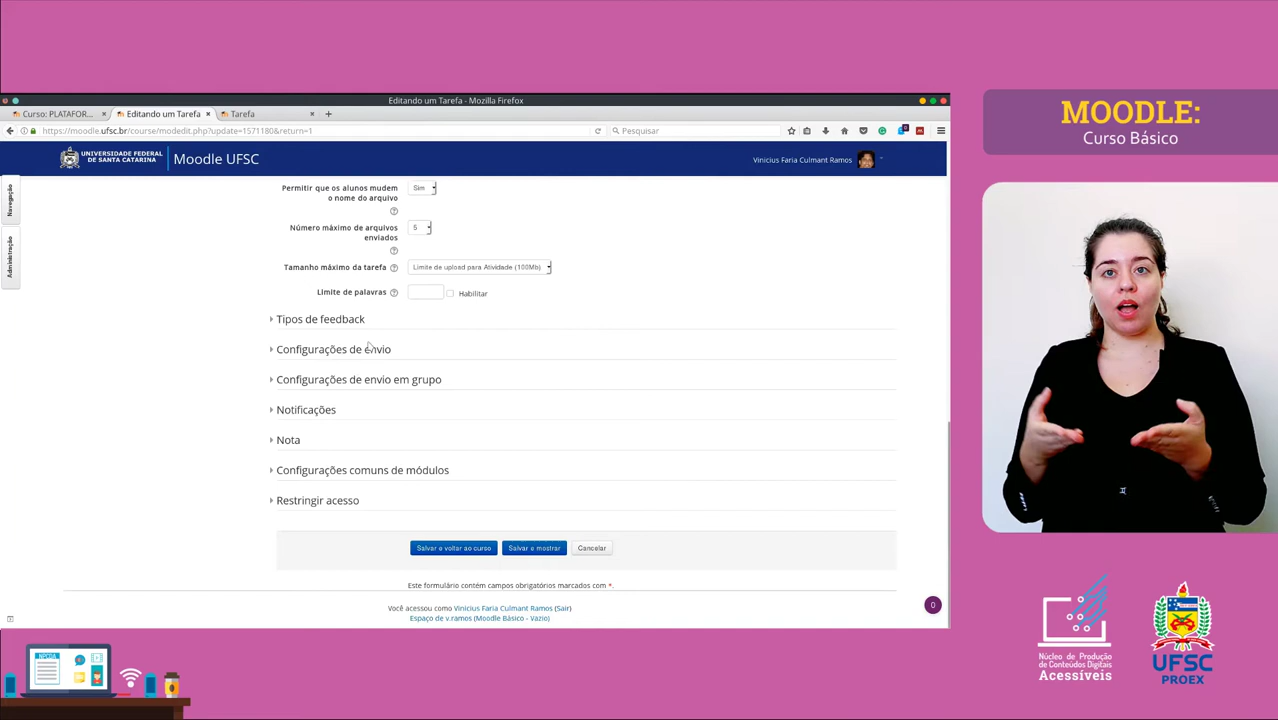 MOODLE:
Curso Básico
Editando um Tarefa - Mozilla Firefox
Curso: PLATAFOR...
Editando um Tarefa
Tarefa
https://moodle.ufsc.br/course/modedit.php?update=1571180&return=1
Pesquisar
UNIVERSIDADE FEDERAL
DE SANTA CATARINA
Moodle UFSC
Vinicius Faria Culmant Ramos
Navegação
Administração
Permitir que os alunos mudem
o nome do arquivo
Sim
Número máximo de arquivos
enviados
5
Tamanho máximo da tarefa
Limite de upload para Atividade (100Mb)
Limite de palavras
Habilitar
Tipos de feedback
Configurações de envio
Configurações de envio em grupo
Notificações
Nota
Configurações comuns de módulos
Restringir acesso
Salvar e voltar ao curso
Salvar e mostrar
Cancelar
Este formulário contém campos obrigatórios marcados com *.
Você acessou como Vinicius Faria Culmant Ramos (Sair)
Espaço de v.ramos (Moodle Básico - Vazio)
0
NPCDA
Núcleo de Produção
de Conteúdos Digitais
Acessíveis
UFSC
PROEX